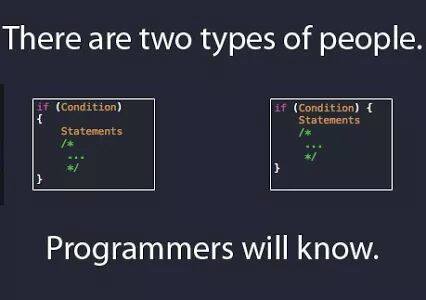 There are two types of people.
if (Condition)
{
Statements
/*
...
*/
}
if (Condition) {
Statements
/*
...
*/
}
Programmers will know.